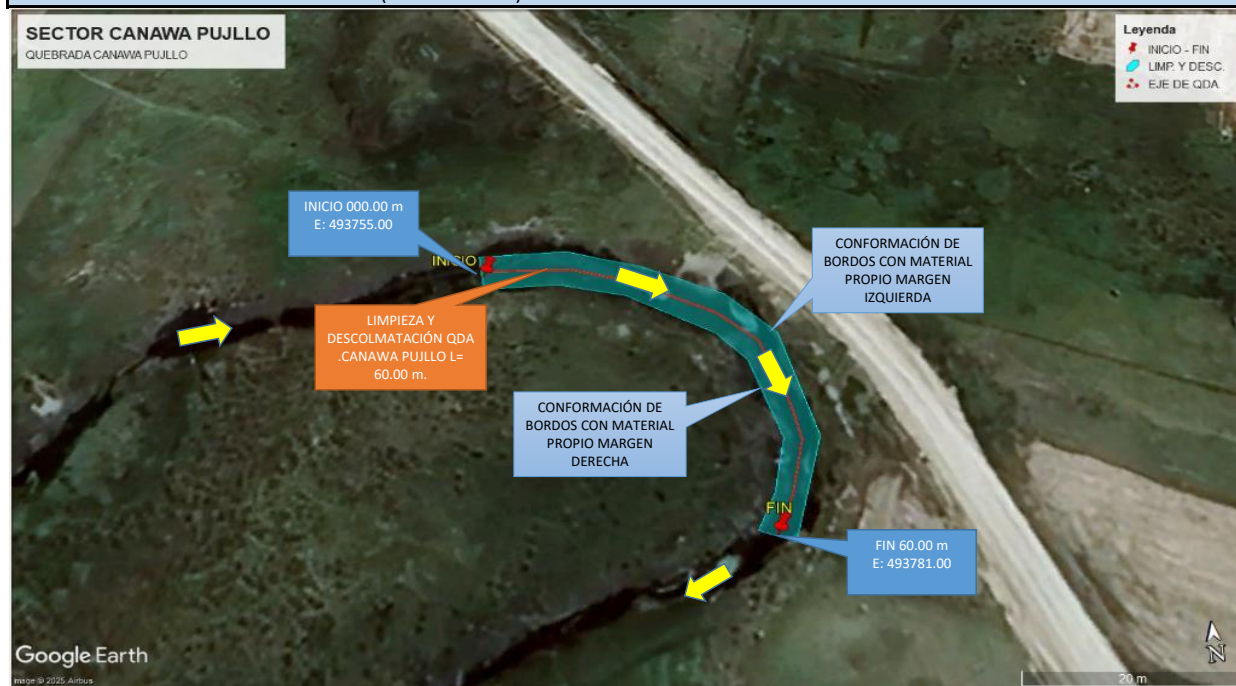 SECTOR CANAWA PUJLLO
QUEBRADA CANAWA PUJLLO
Leyenda
INICIO - FIN
LIMP. Y DESC.
EJE DE QDA
INICIO 000.00 m
E: 493755.00
INICIO
CONFORMACIÓN DE
BORDOS CON MATERIAL
PROPIO MARGEN
IZQUIERDA
LIMPIEZA Y
DESCOLMATACIÓN QDA
.CANAWA PUJLLO L=
60.00 m.
CONFORMACIÓN DE
BORDOS CON MATERIAL
PROPIO MARGEN
DERECHA
FIN
FIN 60.00 m
E: 493781.00
Google Earth
Image © 2025 Airbus
N
20 m